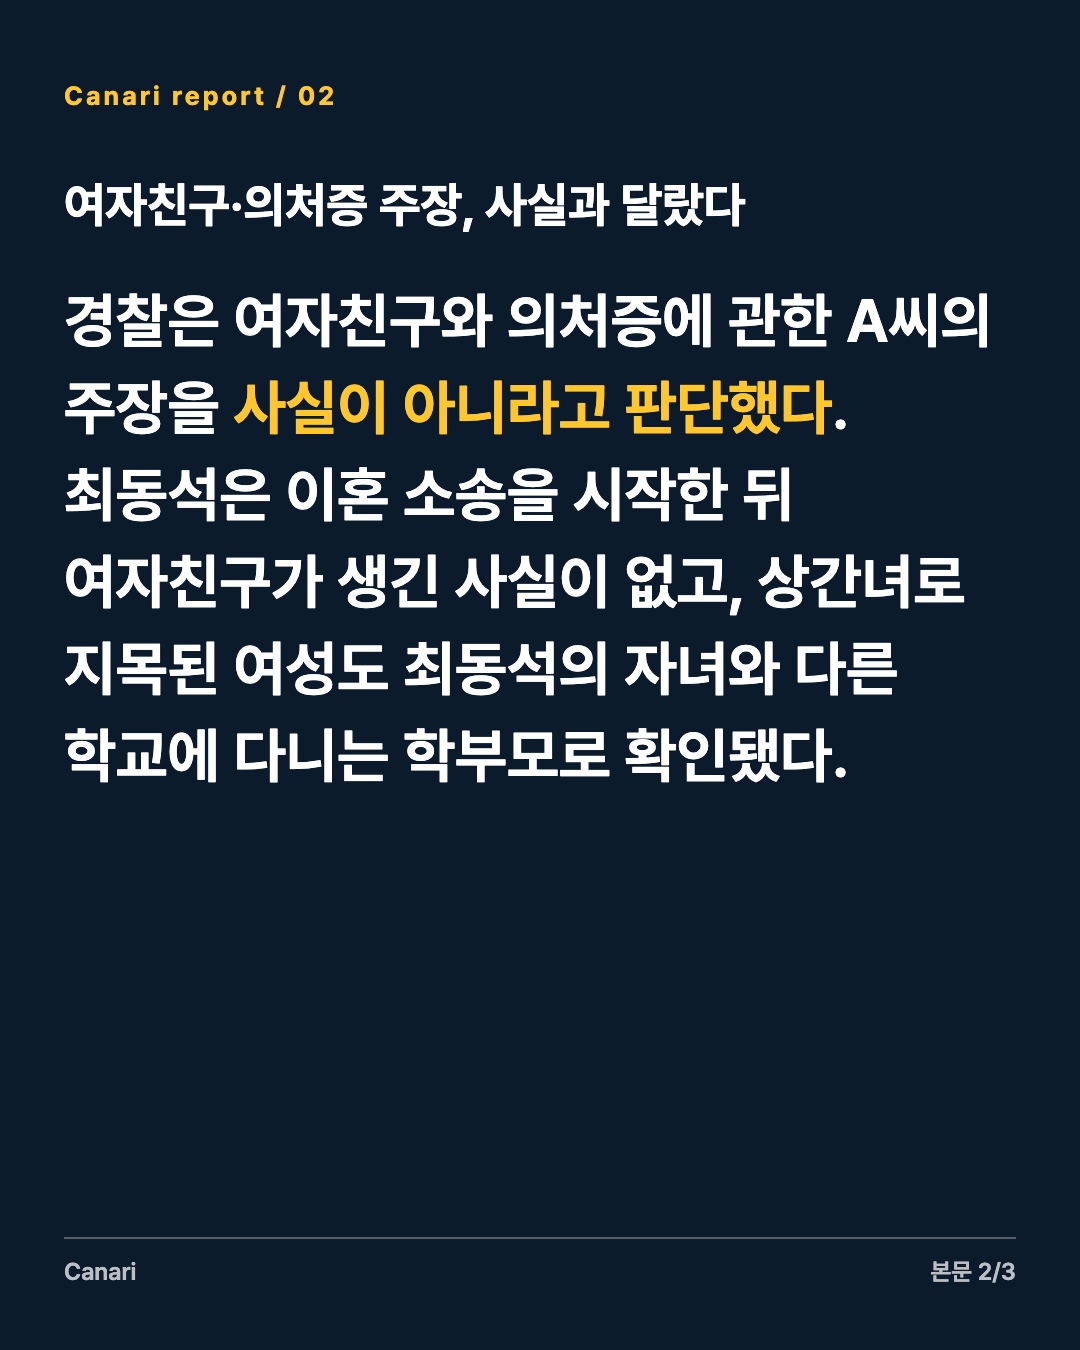 Canari report / 02
여자친구·의처증 주장, 사실과 달랐다
경찰은 여자친구와 의처증에 관한 A씨의
주장을 사실이 아니라고 판단했다.
최동석은 이혼 소송을 시작한 뒤
여자친구가 생긴 사실이 없고, 상간녀로
지목된 여성도 최동석의 자녀와 다른
학교에 다니는 학부모로 확인됐다.
Canari
본문 2/3